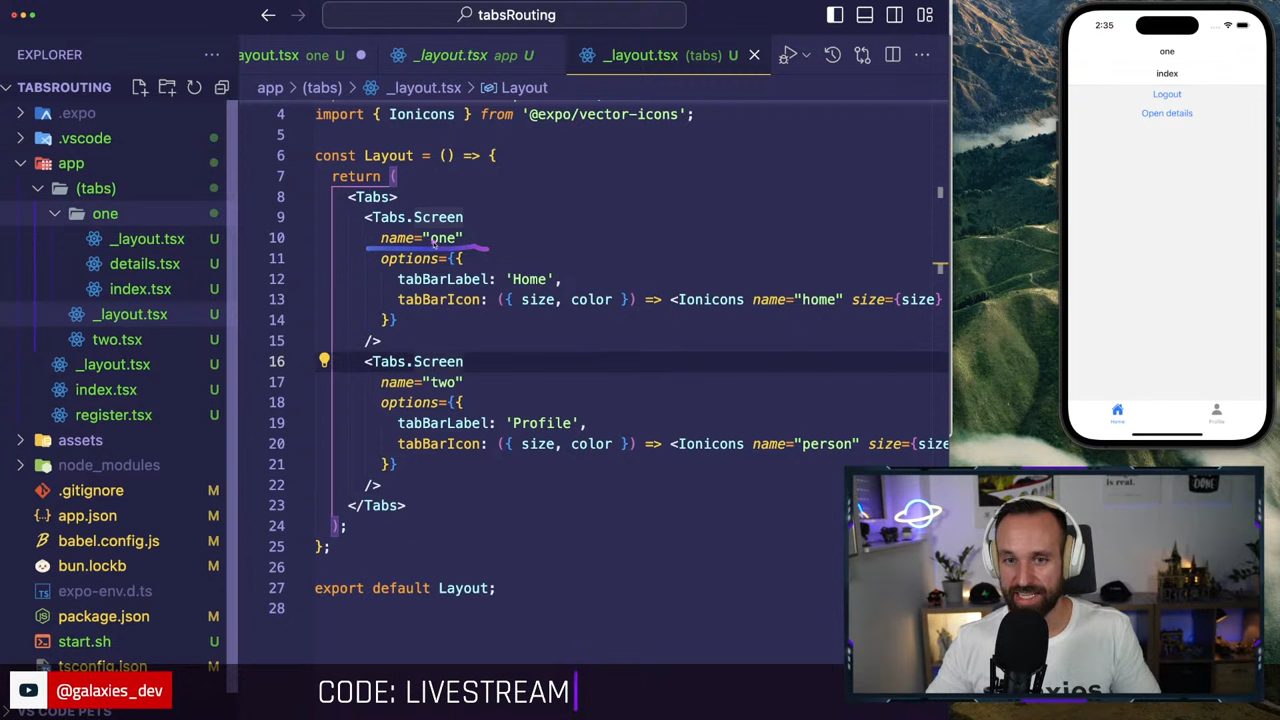 tabsRouting
EXPLORER
_layout.tsx one U
_layout.tsx app U
_layout.tsx (tabs) U
TABSROUTING
app > (tabs) > _layout.tsx > Layout
.expo
.vscode
app
(tabs)
one
_layout.tsx U
details.tsx U
index.tsx U
_layout.tsx U
two.tsx U
_layout.tsx U
index.tsx U
register.tsx U
assets
node_modules
.gitignore M
app.json M
babel.config.js M
bun.lockb M
expo-env.d.ts
package.json M
start.sh U
tsconfig.json M
4 import { Ionicons } from '@expo/vector-icons';
5
6 const Layout = () => {
7 return (
8 <Tabs>
9 <Tabs.Screen
10 name="one"
11 options={{
12 tabBarLabel: 'Home',
13 tabBarIcon: ({ size, color }) => <Ionicons name="home" size={size}
14 }}
15 />
16 <Tabs.Screen
17 name="two"
18 options={{
19 tabBarLabel: 'Profile',
20 tabBarIcon: ({ size, color }) => <Ionicons name="person" size={size
21 }}
22 />
23 </Tabs>
24 );
25 };
26
27 export default Layout;
28
2:35
one
index
Logout
Open details
Home
Profile
is real.
DONE
@galaxies_dev
CODE: LIVESTREAM